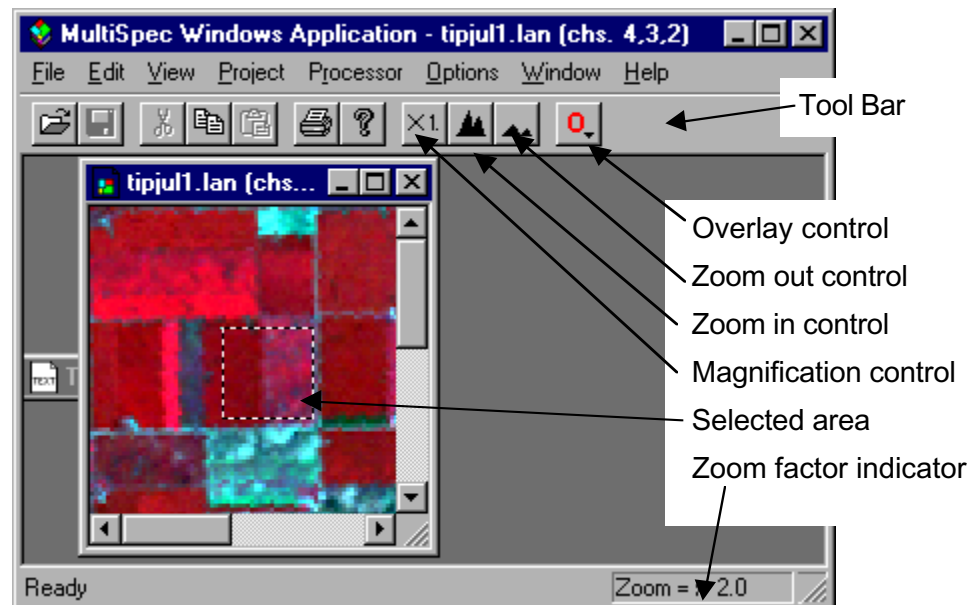 MultiSpec Windows Application - tipjul1.lan (chs. 4,3,2)
File Edit View Project Processor Options Window Help
×1. O
Tool Bar
tipjul1.lan (chs...
Overlay control
Zoom out control
Zoom in control
Magnification control
Selected area
Zoom factor indicator
TEXT T
Ready
Zoom = 2.0